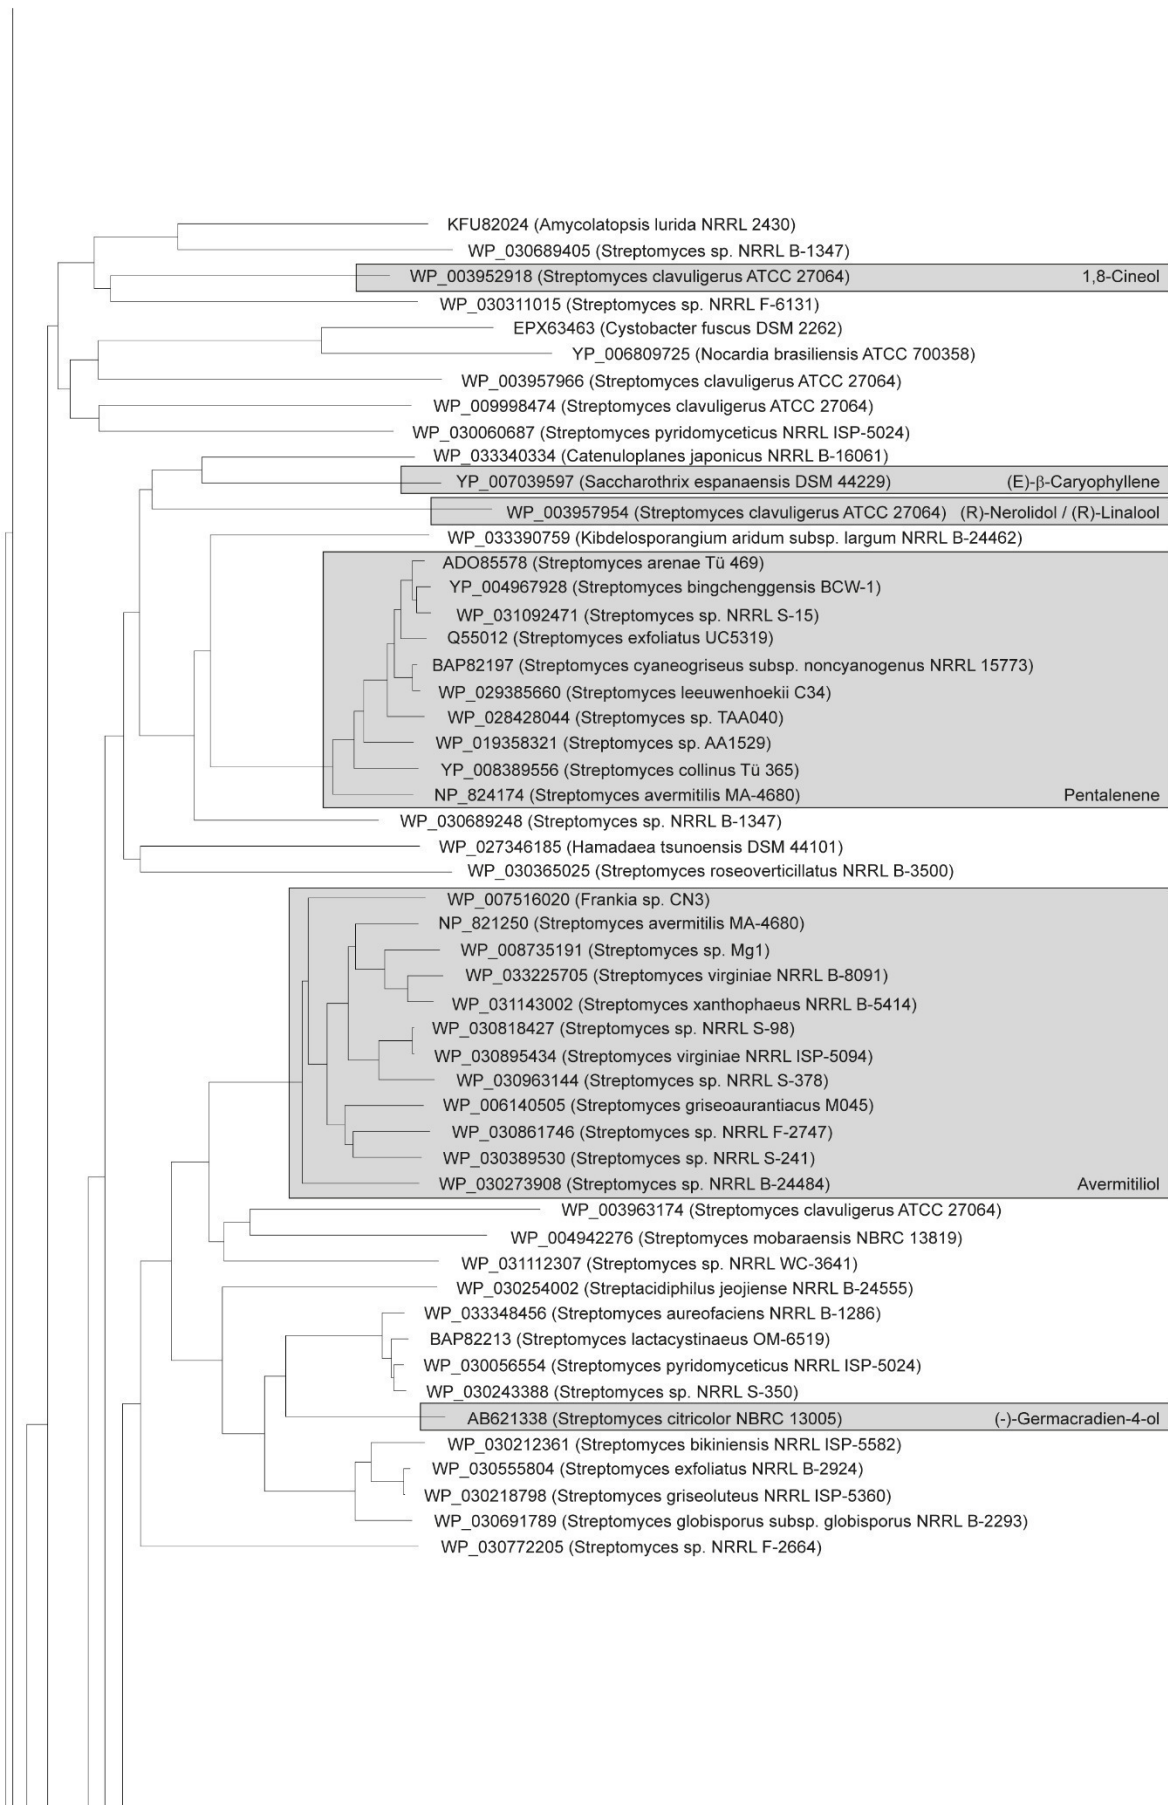 KFU82024 (Amycolatopsis lurida NRRL 2430)
WP_030689405 (Streptomyces sp. NRRL B-1347)
WP_003952918 (Streptomyces clavuligerus ATCC 27064) 1,8-Cineol
WP_030311015 (Streptomyces sp. NRRL F-6131)
EPX63463 (Cystobacter fuscus DSM 2262)
YP_006809725 (Nocardia brasiliensis ATCC 700358)
WP_003957966 (Streptomyces clavuligerus ATCC 27064)
WP_009998474 (Streptomyces clavuligerus ATCC 27064)
WP_030060687 (Streptomyces pyridomyceticus NRRL ISP-5024)
WP_033340334 (Catenuloplanes japonicus NRRL B-16061)
YP_007039597 (Saccharothrix espanaensis DSM 44229) (E)-β-Caryophyllene
WP_003957954 (Streptomyces clavuligerus ATCC 27064) (R)-Nerolidol / (R)-Linalool
WP_033390759 (Kibdelosporangium aridum subsp. largum NRRL B-24462)
ADO85578 (Streptomyces arenae Tü 469)
YP_004967928 (Streptomyces bingchenggensis BCW-1)
WP_031092471 (Streptomyces sp. NRRL S-15)
Q55012 (Streptomyces exfoliatus UC5319)
BAP82197 (Streptomyces cyaneogriseus subsp. noncyanogenus NRRL 15773)
WP_029385660 (Streptomyces leeuwenhoekii C34)
WP_028428044 (Streptomyces sp. TAA040)
WP_019358321 (Streptomyces sp. AA1529)
YP_008389556 (Streptomyces collinus Tü 365)
NP_824174 (Streptomyces avermitilis MA-4680) Pentalenene
WP_030689248 (Streptomyces sp. NRRL B-1347)
WP_027346185 (Hamadaea tsunoensis DSM 44101)
WP_030365025 (Streptomyces roseoverticillatus NRRL B-3500)
WP_007516020 (Frankia sp. CN3)
NP_821250 (Streptomyces avermitilis MA-4680)
WP_008735191 (Streptomyces sp. Mg1)
WP_033225705 (Streptomyces virginiae NRRL B-8091)
WP_031143002 (Streptomyces xanthophaeus NRRL B-5414)
WP_030818427 (Streptomyces sp. NRRL S-98)
WP_030895434 (Streptomyces virginiae NRRL ISP-5094)
WP_030963144 (Streptomyces sp. NRRL S-378)
WP_006140505 (Streptomyces griseoaurantiacus M045)
WP_030861746 (Streptomyces sp. NRRL F-2747)
WP_030389530 (Streptomyces sp. NRRL S-241)
WP_030273908 (Streptomyces sp. NRRL B-24484) Avermitiliol
WP_003963174 (Streptomyces clavuligerus ATCC 27064)
WP_004942276 (Streptomyces mobaraensis NBRC 13819)
WP_031112307 (Streptomyces sp. NRRL WC-3641)
WP_030254002 (Streptacidiphilus jeojiense NRRL B-24555)
WP_033348456 (Streptomyces aureofaciens NRRL B-1286)
BAP82213 (Streptomyces lactacystinaeus OM-6519)
WP_030056554 (Streptomyces pyridomyceticus NRRL ISP-5024)
WP_030243388 (Streptomyces sp. NRRL S-350)
AB621338 (Streptomyces citricolor NBRC 13005) (-)-Germacradien-4-ol
WP_030212361 (Streptomyces bikiniensis NRRL ISP-5582)
WP_030555804 (Streptomyces exfoliatus NRRL B-2924)
WP_030218798 (Streptomyces griseoluteus NRRL ISP-5360)
WP_030691789 (Streptomyces globisporus subsp. globisporus NRRL B-2293)
WP_030772205 (Streptomyces sp. NRRL F-2664)